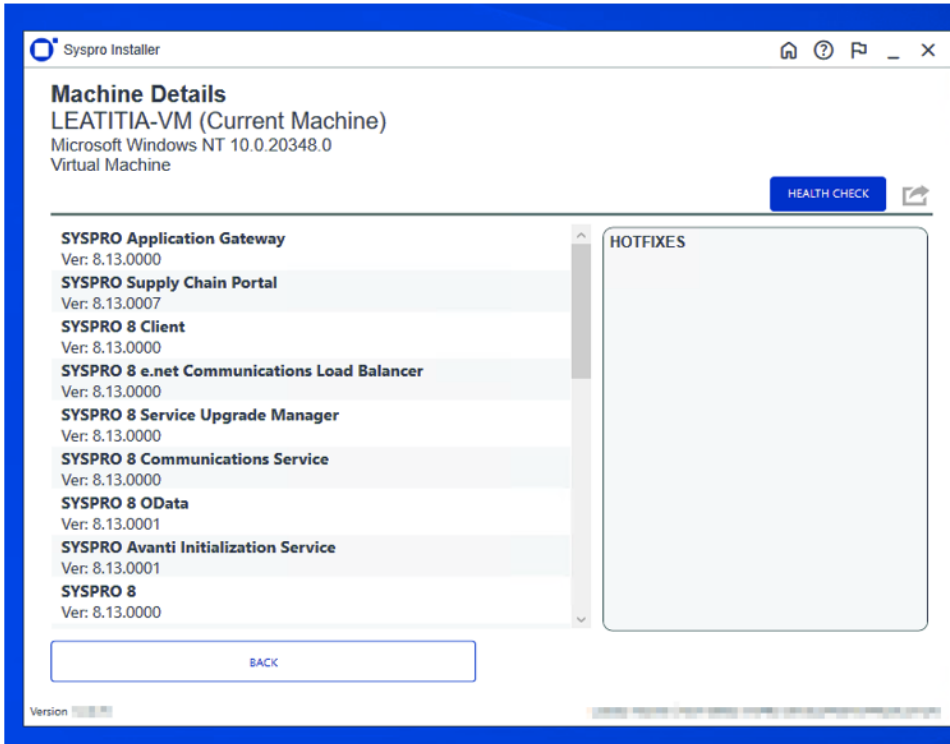 Syspro Installer
Machine Details
LEATITIA-VM (Current Machine)
Microsoft Windows NT 10.0.20348.0
Virtual Machine
HEALTH CHECK
SYSPRO Application Gateway
Ver: 8.13.0000
SYSPRO Supply Chain Portal
Ver: 8.13.0007
SYSPRO 8 Client
Ver: 8.13.0000
SYSPRO 8 e.net Communications Load Balancer
Ver: 8.13.0000
SYSPRO 8 Service Upgrade Manager
Ver: 8.13.0000
SYSPRO 8 Communications Service
Ver: 8.13.0000
SYSPRO 8 OData
Ver: 8.13.0001
SYSPRO Avanti Initialization Service
Ver: 8.13.0001
SYSPRO 8
Ver: 8.13.0000
HOTFIXES
BACK
Version